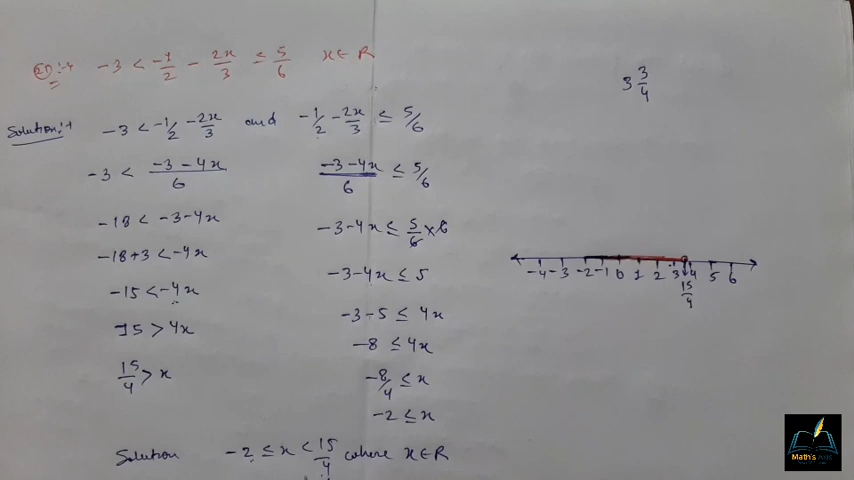 (21):→ -3 < -1/2 - 2x/3 ≤ 5/6 x∈R
3 3/4
Solution:→ -3 < -1/2 - 2x/3 and -1/2 - 2x/3 ≤ 5/6
-3 < (-3-4x)/6
(-3-4x)/6 ≤ 5/6
-18 < -3-4x
-3-4x ≤ 5/6 × 6
-18+3 < -4x
-3-4x ≤ 5
-15 < -4x
-3-5 ≤ 4x
15 > 4x
-8 ≤ 4x
15/4 > x
-8/4 ≤ x
-2 ≤ x
-4 -3 -2 -1 0 1 2 3 4 5 6
15/4
Solution -2 ≤ x < 15/4 where x∈R
Math's